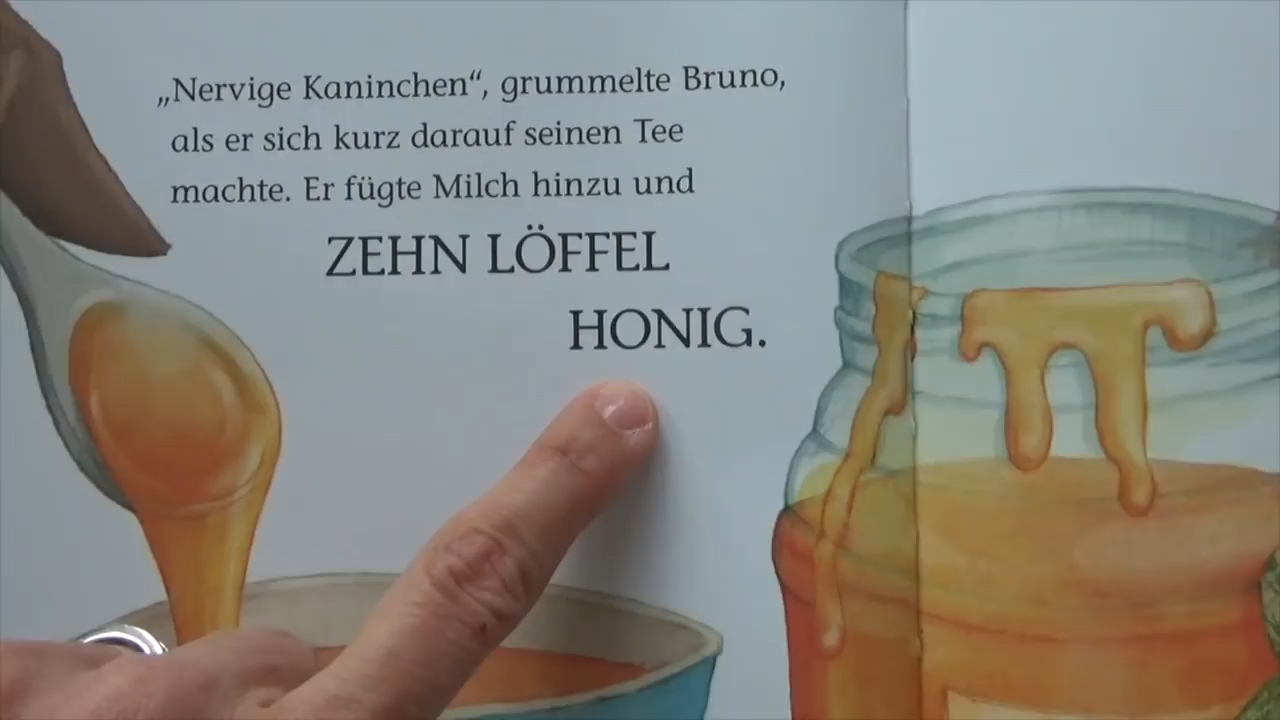 „Nervige Kaninchen“, grummelte Bruno,
als er sich kurz darauf seinen Tee
machte. Er fügte Milch hinzu und
ZEHN LÖFFEL
HONIG.